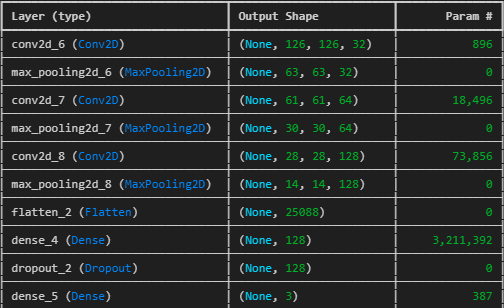 Layer (type) Output Shape Param #
conv2d_6 (Conv2D) (None, 126, 126, 32) 896
max_pooling2d_6 (MaxPooling2D) (None, 63, 63, 32) 0
conv2d_7 (Conv2D) (None, 61, 61, 64) 18,496
max_pooling2d_7 (MaxPooling2D) (None, 30, 30, 64) 0
conv2d_8 (Conv2D) (None, 28, 28, 128) 73,856
max_pooling2d_8 (MaxPooling2D) (None, 14, 14, 128) 0
flatten_2 (Flatten) (None, 25088) 0
dense_4 (Dense) (None, 128) 3,211,392
dropout_2 (Dropout) (None, 128) 0
dense_5 (Dense) (None, 3) 387